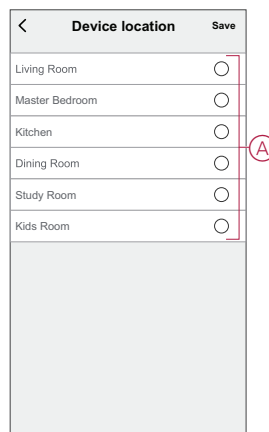 Device location Save
Living Room
Master Bedroom
Kitchen
A
Dining Room
Study Room
Kids Room